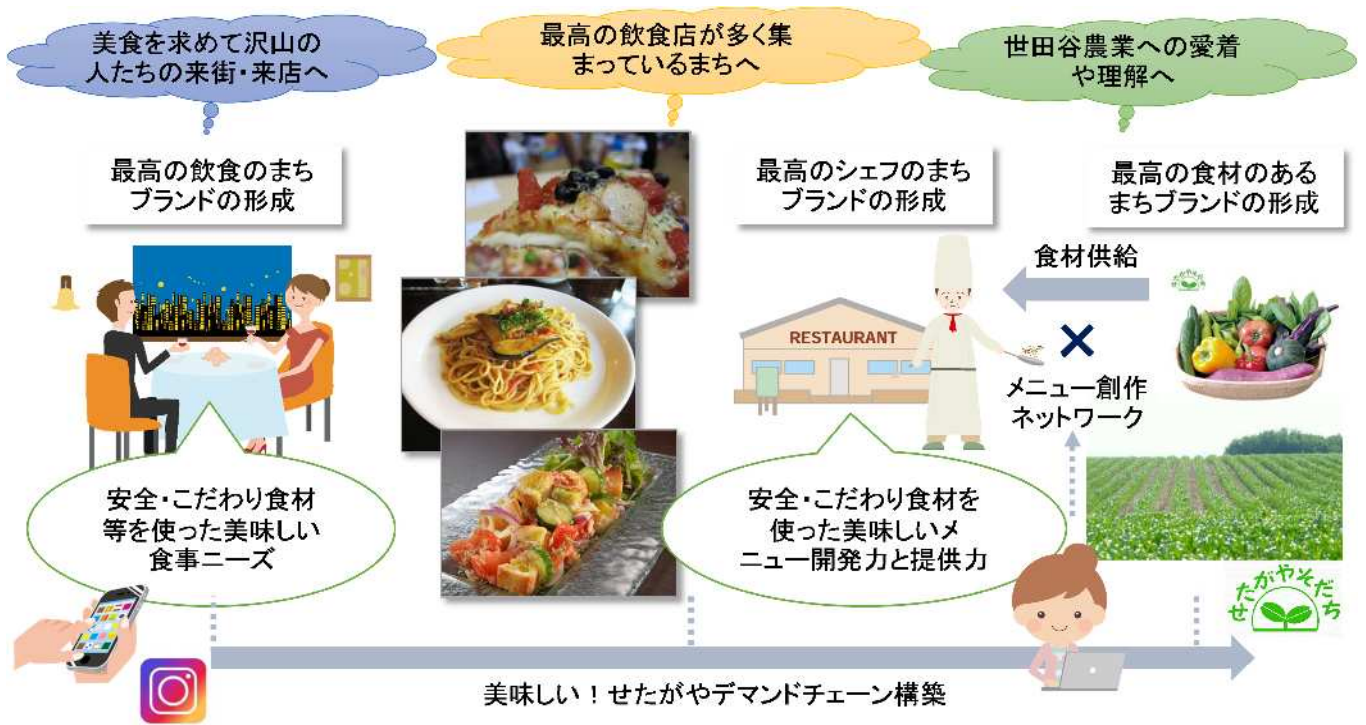 美食を求めて沢山の
人たちの来街・来店へ
最高の飲食店が多く集
まっているまちへ
世田谷農業への愛着
や理解へ
最高の飲食のまち
ブランドの形成
最高のシェフのまち
ブランドの形成
最高の食材のある
まちブランドの形成
食材供給
RESTAURANT
×
メニュー創作
ネットワーク
安全・こだわり食材
等を使った美味しい
食事ニーズ
安全・こだわり食材を
使った美味しいメ
ニュー開発力と提供力
せたがやそだち
美味しい！せたがやデマンドチェーン構築